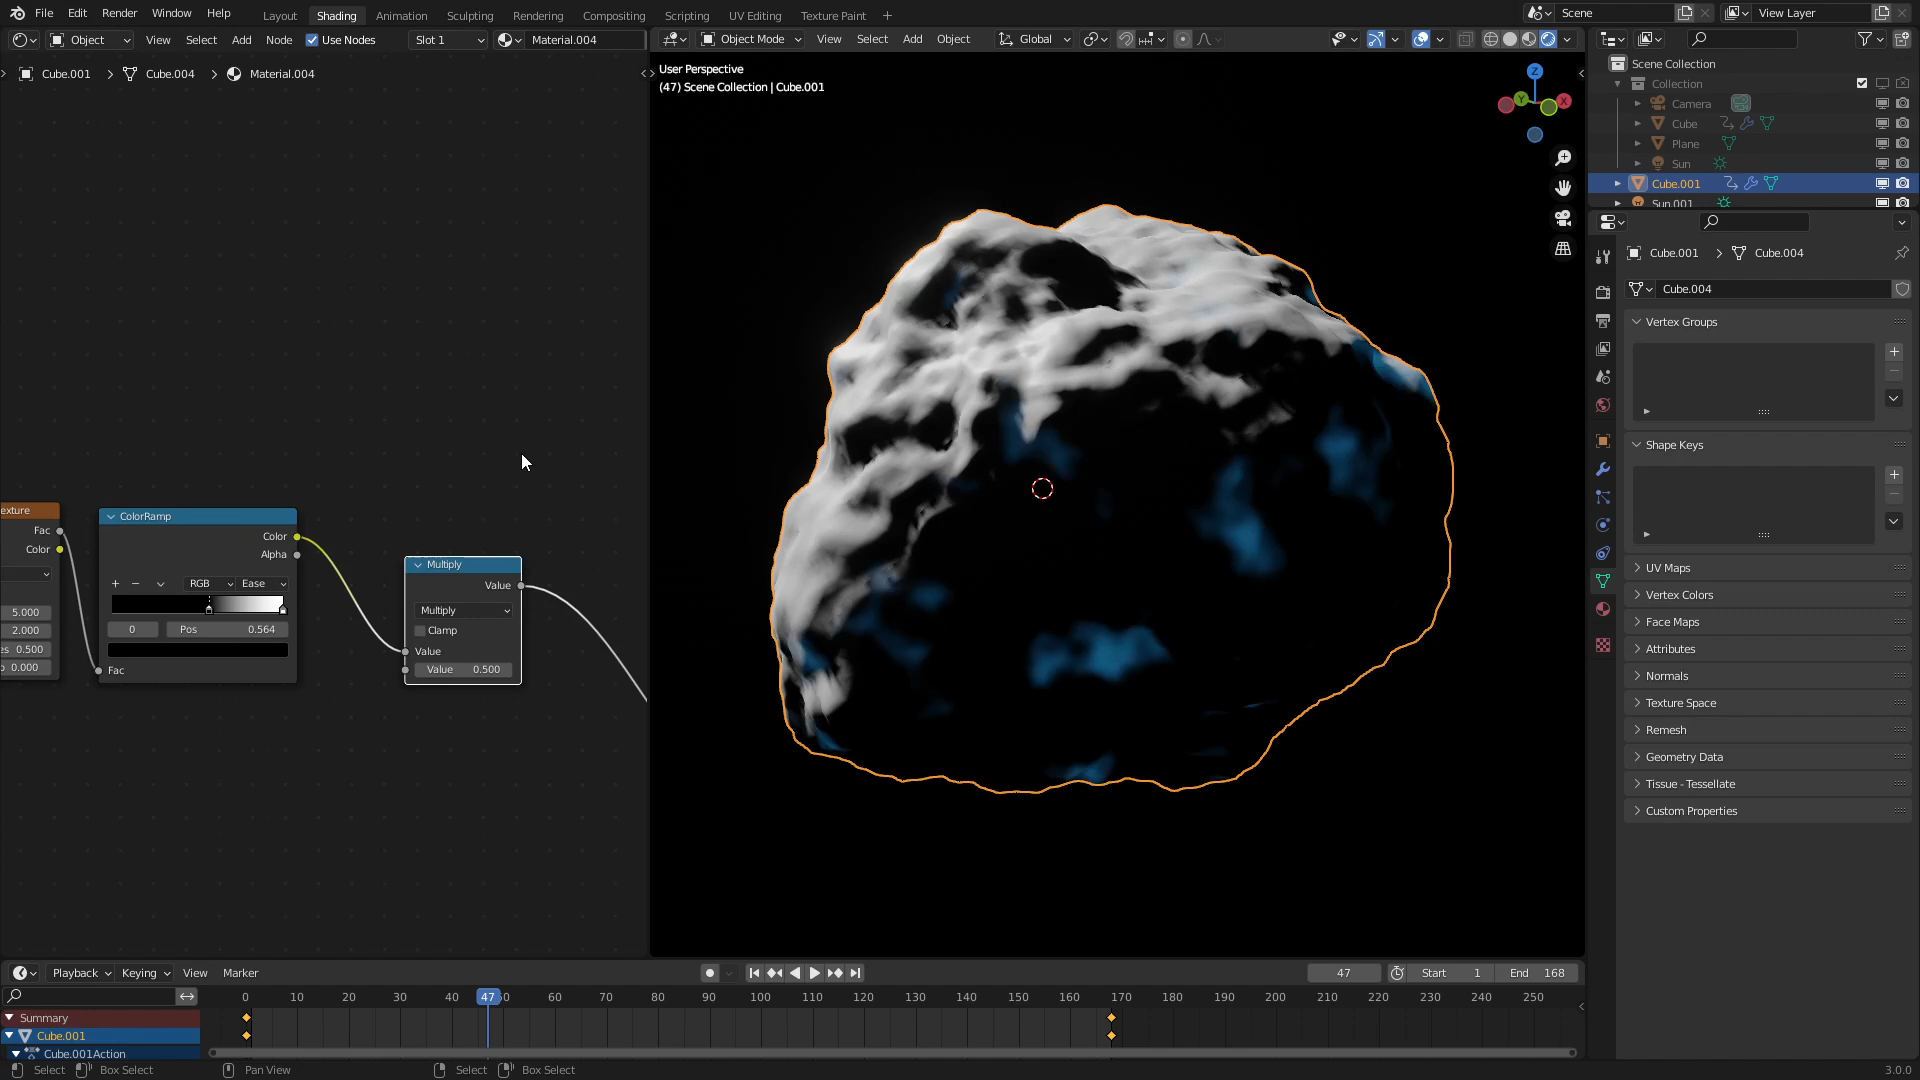 File Edit Render Window Help Layout Shading Animation Sculpting Rendering Compositing Scripting UV Editing Texture Paint + Scene View Layer
Object View Select Add Node Use Nodes Slot 1 Material.004 Object Mode View Select Add Object Global
Cube.001 > Cube.004 > Material.004
User Perspective
(47) Scene Collection | Cube.001
Z
Y
X
Scene Collection
Collection
Camera
Cube
Plane
Sun
Cube.001
Sun.001
Cube.001 > Cube.004
Cube.004
Vertex Groups
Shape Keys
UV Maps
Vertex Colors
Face Maps
Attributes
Normals
Texture Space
Remesh
Geometry Data
Tissue - Tessellate
Custom Properties
exture
Fac
Color
5.000
2.000
es 0.500
0.000
ColorRamp
Color
Alpha
+ − RGB Ease
0 Pos 0.564
Fac
Multiply
Value
Multiply
Clamp
Value
Value 0.500
Playback Keying View Marker 47 Start 1 End 168
0 10 20 30 40 47 60 70 80 90 100 110 120 130 140 150 160 170 180 190 200 210 220 230 240 250
Summary
Cube.001
Cube.001Action
Select Box Select Pan View Select Box Select 3.0.0